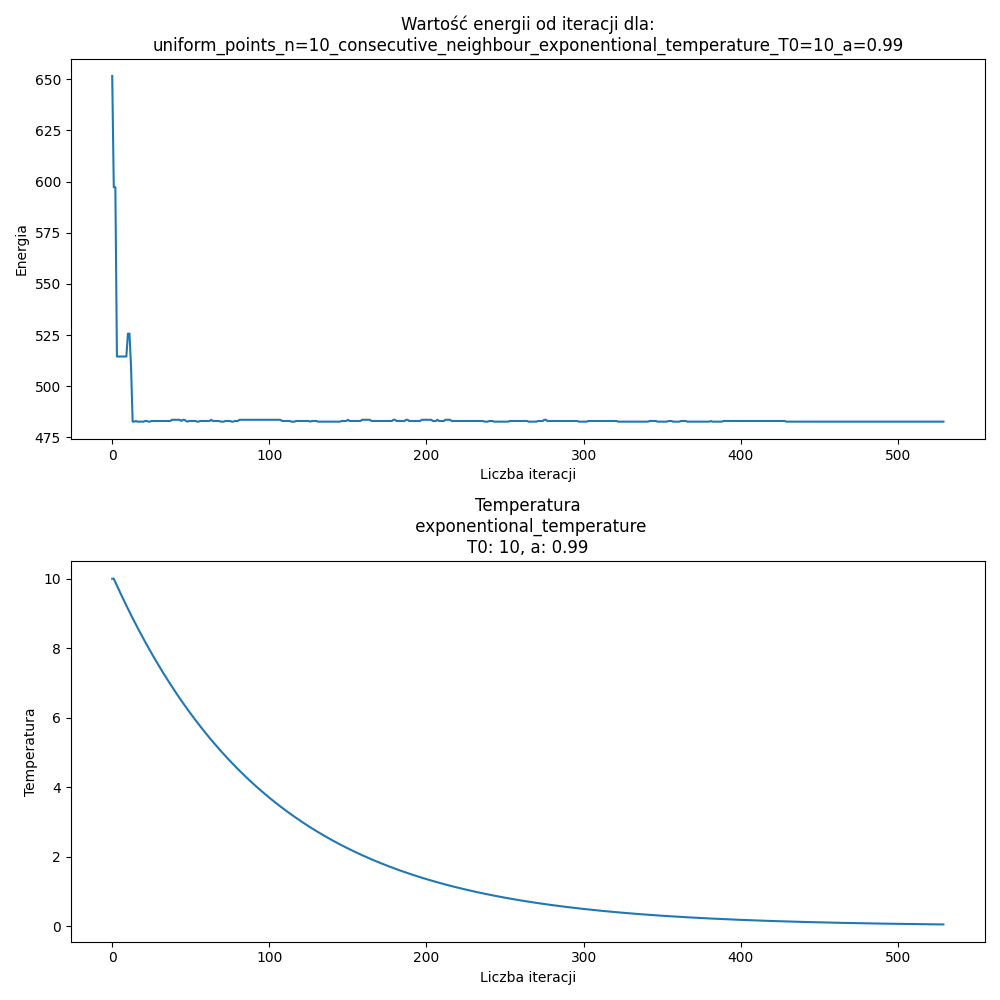 Wartość energii od iteracji dla:
uniform_points_n=10_consecutive_neighbour_exponentional_temperature_T0=10_a=0.99
650
625
600
575
550
525
500
475
Energia
0 100 200 300 400 500
Liczba iteracji
Temperatura
exponentional_temperature
T0: 10, a: 0.99
10
8
6
4
2
0
Temperatura
0 100 200 300 400 500
Liczba iteracji